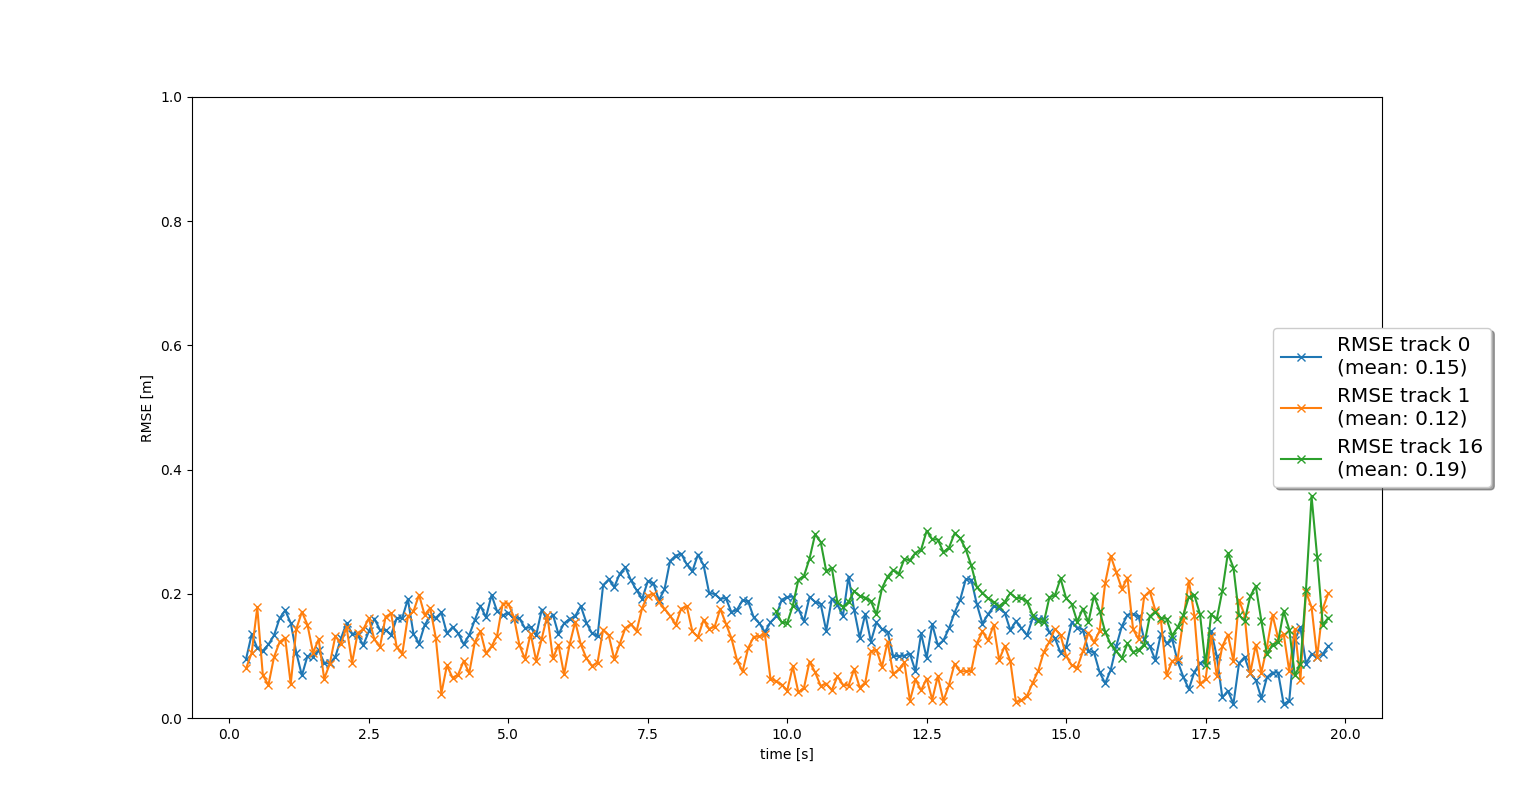 1.0
0.8
0.6
0.4
0.2
0.0
RMSE [m]
0.0 2.5 5.0 7.5 10.0 12.5 15.0 17.5 20.0
time [s]
RMSE track 0
(mean: 0.15)
RMSE track 1
(mean: 0.12)
RMSE track 16
(mean: 0.19)